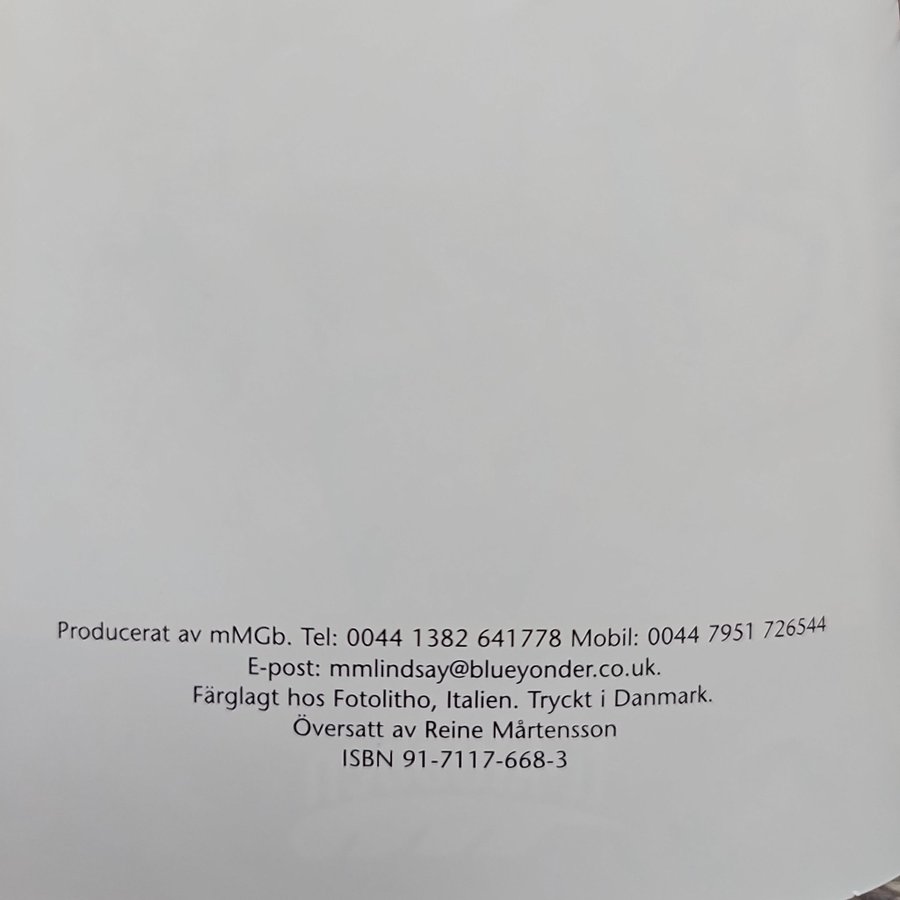 Producerat av mMGb. Tel: 0044 1382 641778 Mobil: 0044 7951 726544
E-post: mmlindsay@blueyonder.co.uk.
Färglagt hos Fotolitho, Italien. Tryckt i Danmark.
Översatt av Reine Mårtensson
ISBN 91-7117-668-3